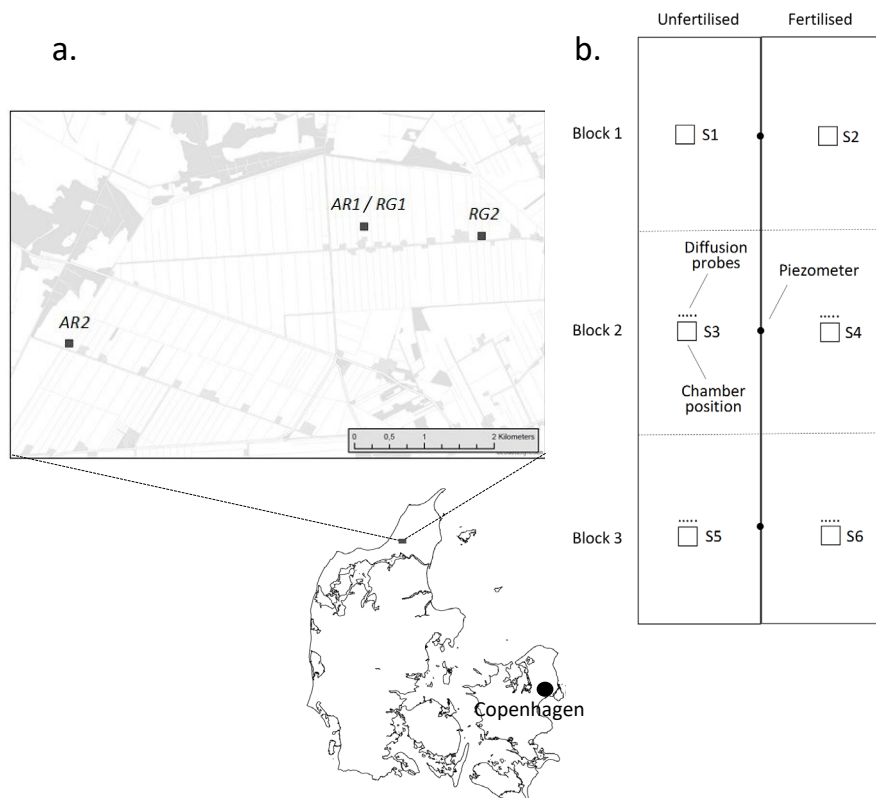 a.
AR1 / RG1
RG2
AR2
0 0,5 1 2 Kilometers
Copenhagen
b.
Unfertilised Fertilised
Block 1
S1
S2
Diffusion
probes
Piezometer
Block 2
S3
S4
Chamber
position
Block 3
S5
S6